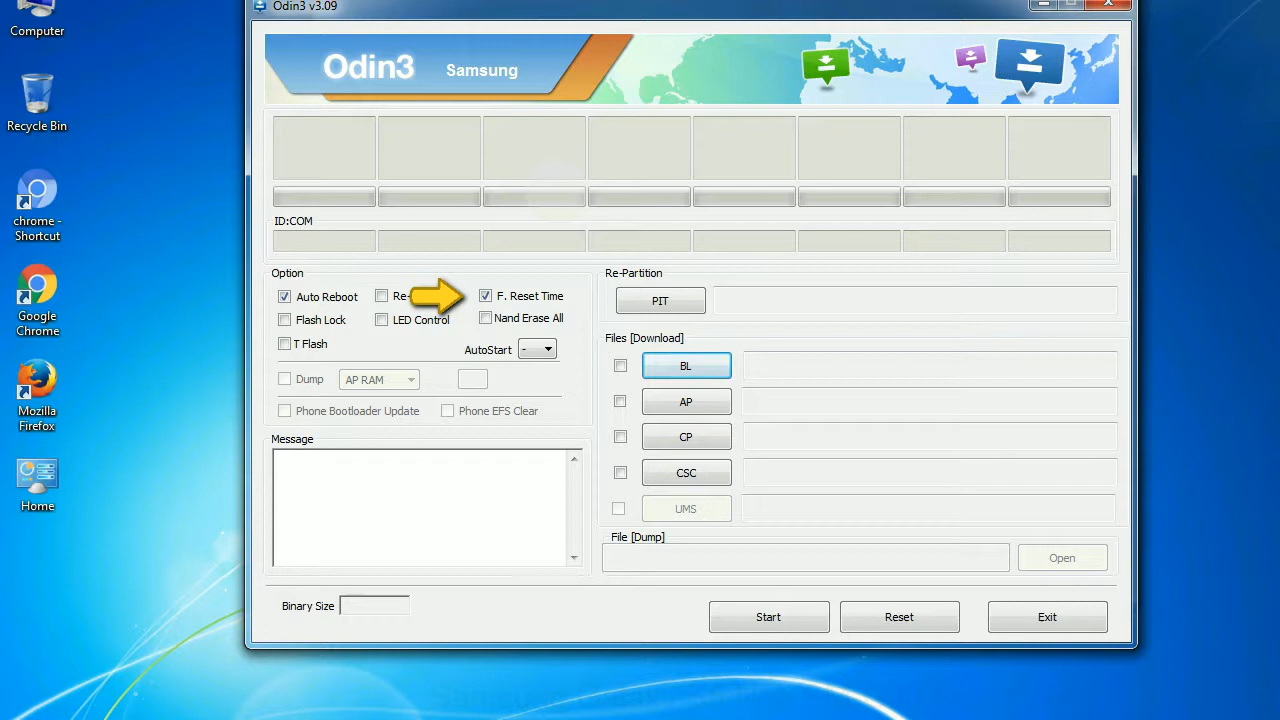 Computer
Recycle Bin
chrome -
Shortcut
Google
Chrome
Mozilla
Firefox
Home
Odin3 v3.09
Odin3 Samsung
ID:COM
Option
Auto Reboot
F. Reset Time
Flash Lock
LED Control
Nand Erase All
T Flash
AutoStart -
Dump
AP RAM
Phone Bootloader Update
Phone EFS Clear
Message
Binary Size
Re-Partition
PIT
Files [Download]
BL
AP
CP
CSC
UMS
File [Dump]
Open
Start
Reset
Exit